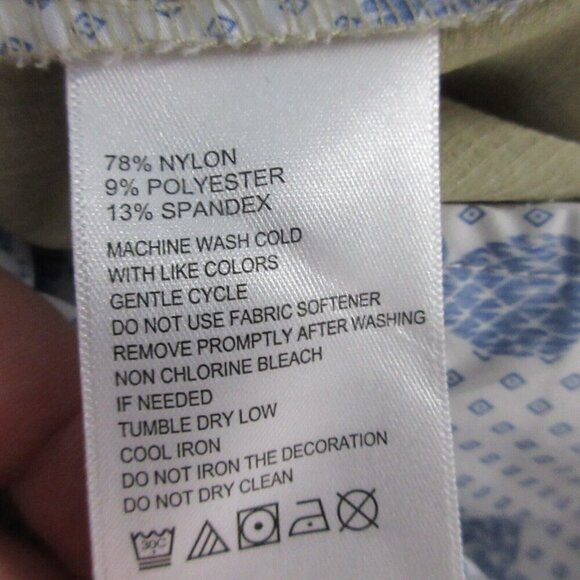 78% NYLON
9% POLYESTER
13% SPANDEX
MACHINE WASH COLD
WITH LIKE COLORS
GENTLE CYCLE
DO NOT USE FABRIC SOFTENER
REMOVE PROMPTLY AFTER WASHING
NON CHLORINE BLEACH
IF NEEDED
TUMBLE DRY LOW
COOL IRON
DO NOT IRON THE DECORATION
DO NOT DRY CLEAN
30C